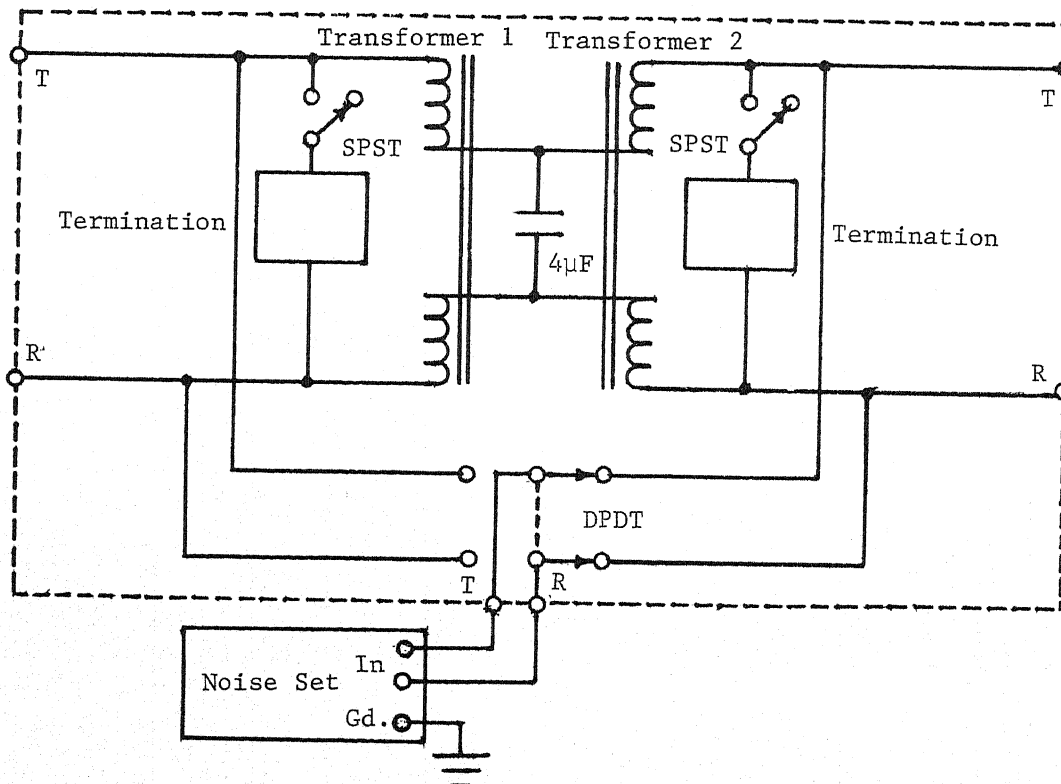 Transformer 1
Transformer 2
T
T
SPST
SPST
Termination
Termination
4μF
R
R
DPDT
T
R
In
Noise Set
Gd.